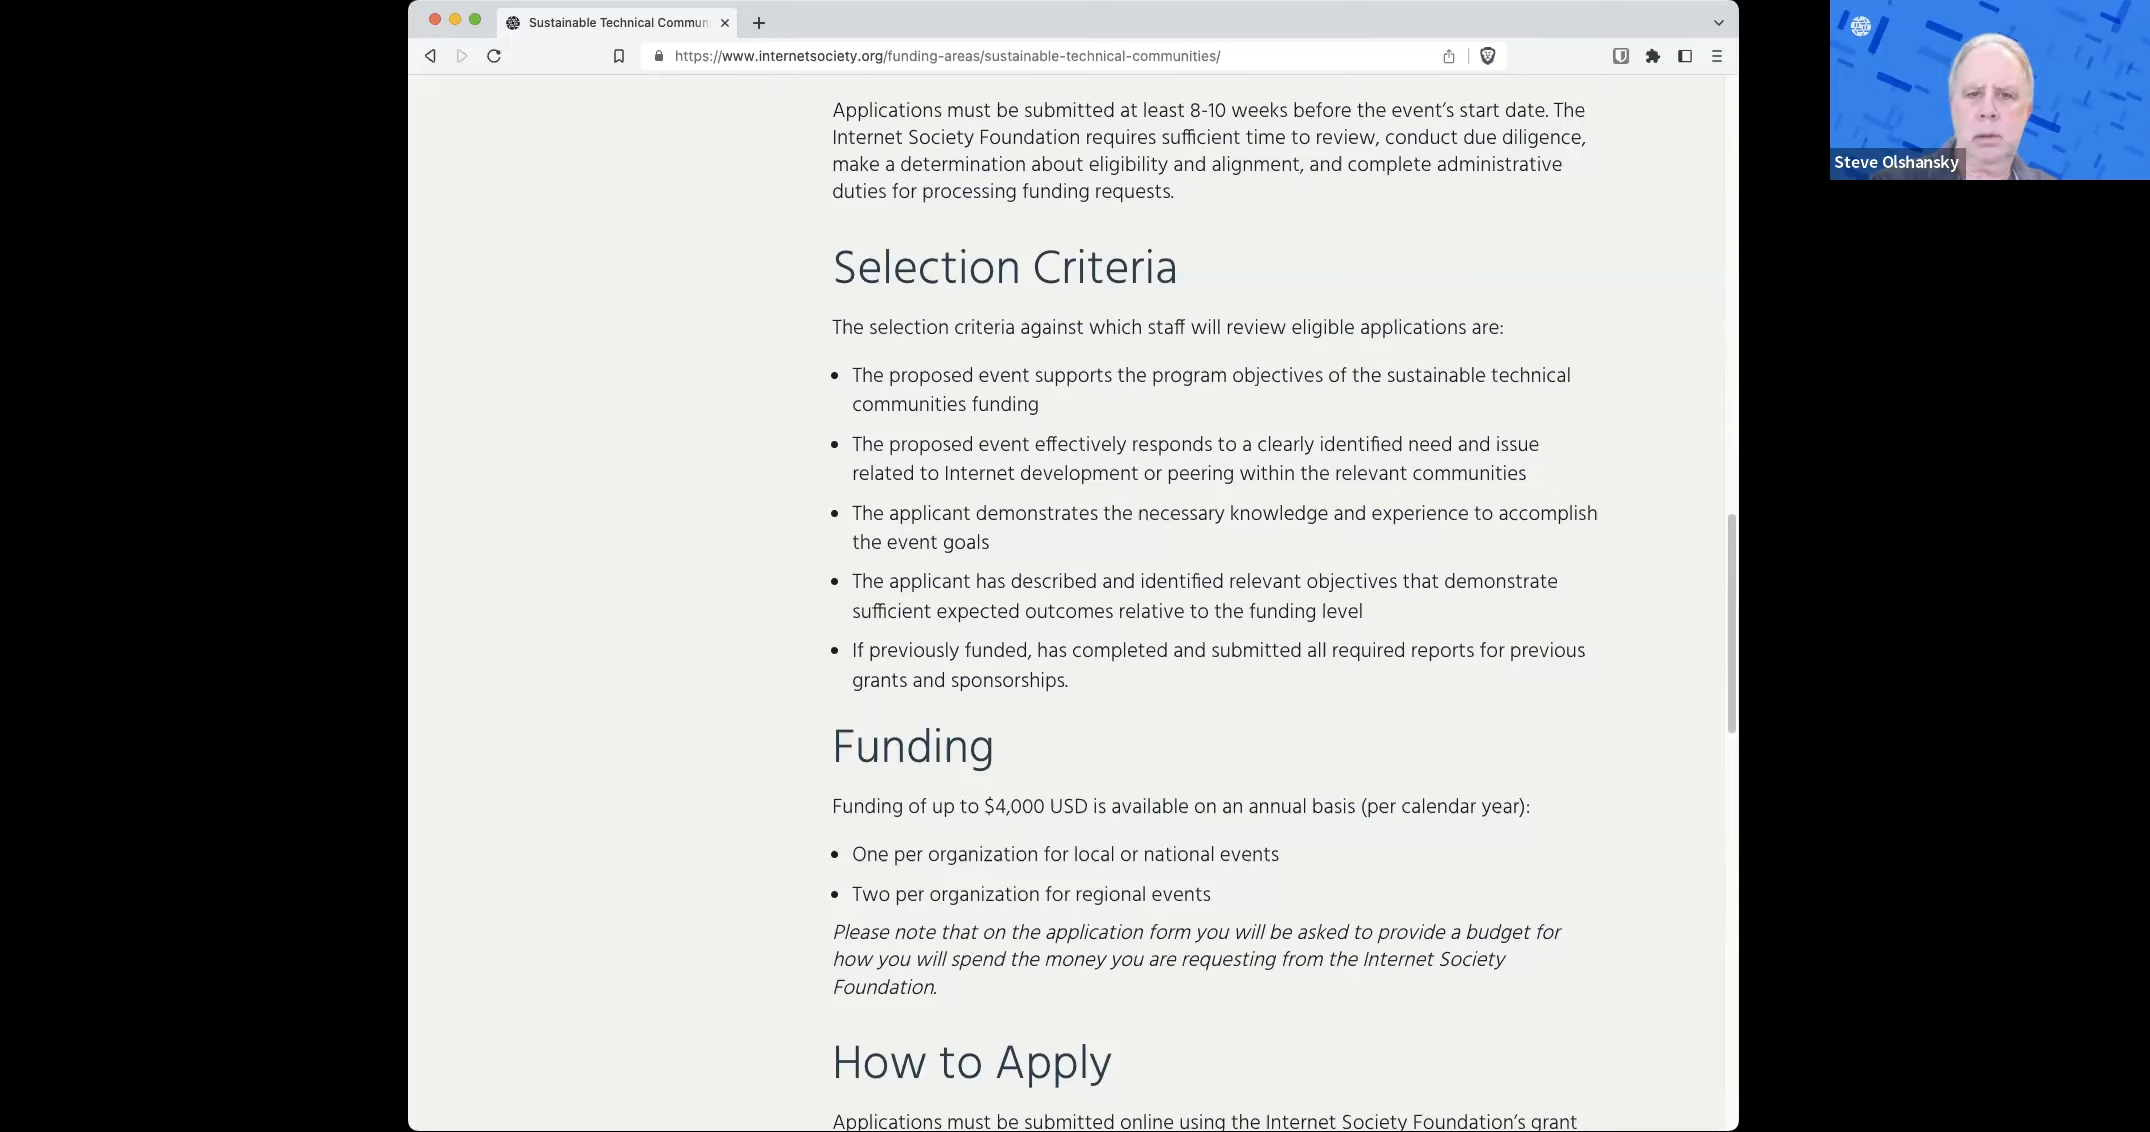 Sustainable Technical Commun
https://www.internetsociety.org/funding-areas/sustainable-technical-communities/
Steve Olshansky
Applications must be submitted at least 8-10 weeks before the event's start date. The
Internet Society Foundation requires sufficient time to review, conduct due diligence,
make a determination about eligibility and alignment, and complete administrative
duties for processing funding requests.
Selection Criteria
The selection criteria against which staff will review eligible applications are:
• The proposed event supports the program objectives of the sustainable technical
communities funding
• The proposed event effectively responds to a clearly identified need and issue
related to Internet development or peering within the relevant communities
• The applicant demonstrates the necessary knowledge and experience to accomplish
the event goals
• The applicant has described and identified relevant objectives that demonstrate
sufficient expected outcomes relative to the funding level
• If previously funded, has completed and submitted all required reports for previous
grants and sponsorships.
Funding
Funding of up to $4,000 USD is available on an annual basis (per calendar year):
• One per organization for local or national events
• Two per organization for regional events
Please note that on the application form you will be asked to provide a budget for
how you will spend the money you are requesting from the Internet Society
Foundation.
How to Apply
Applications must be submitted online using the Internet Society Foundation's grant